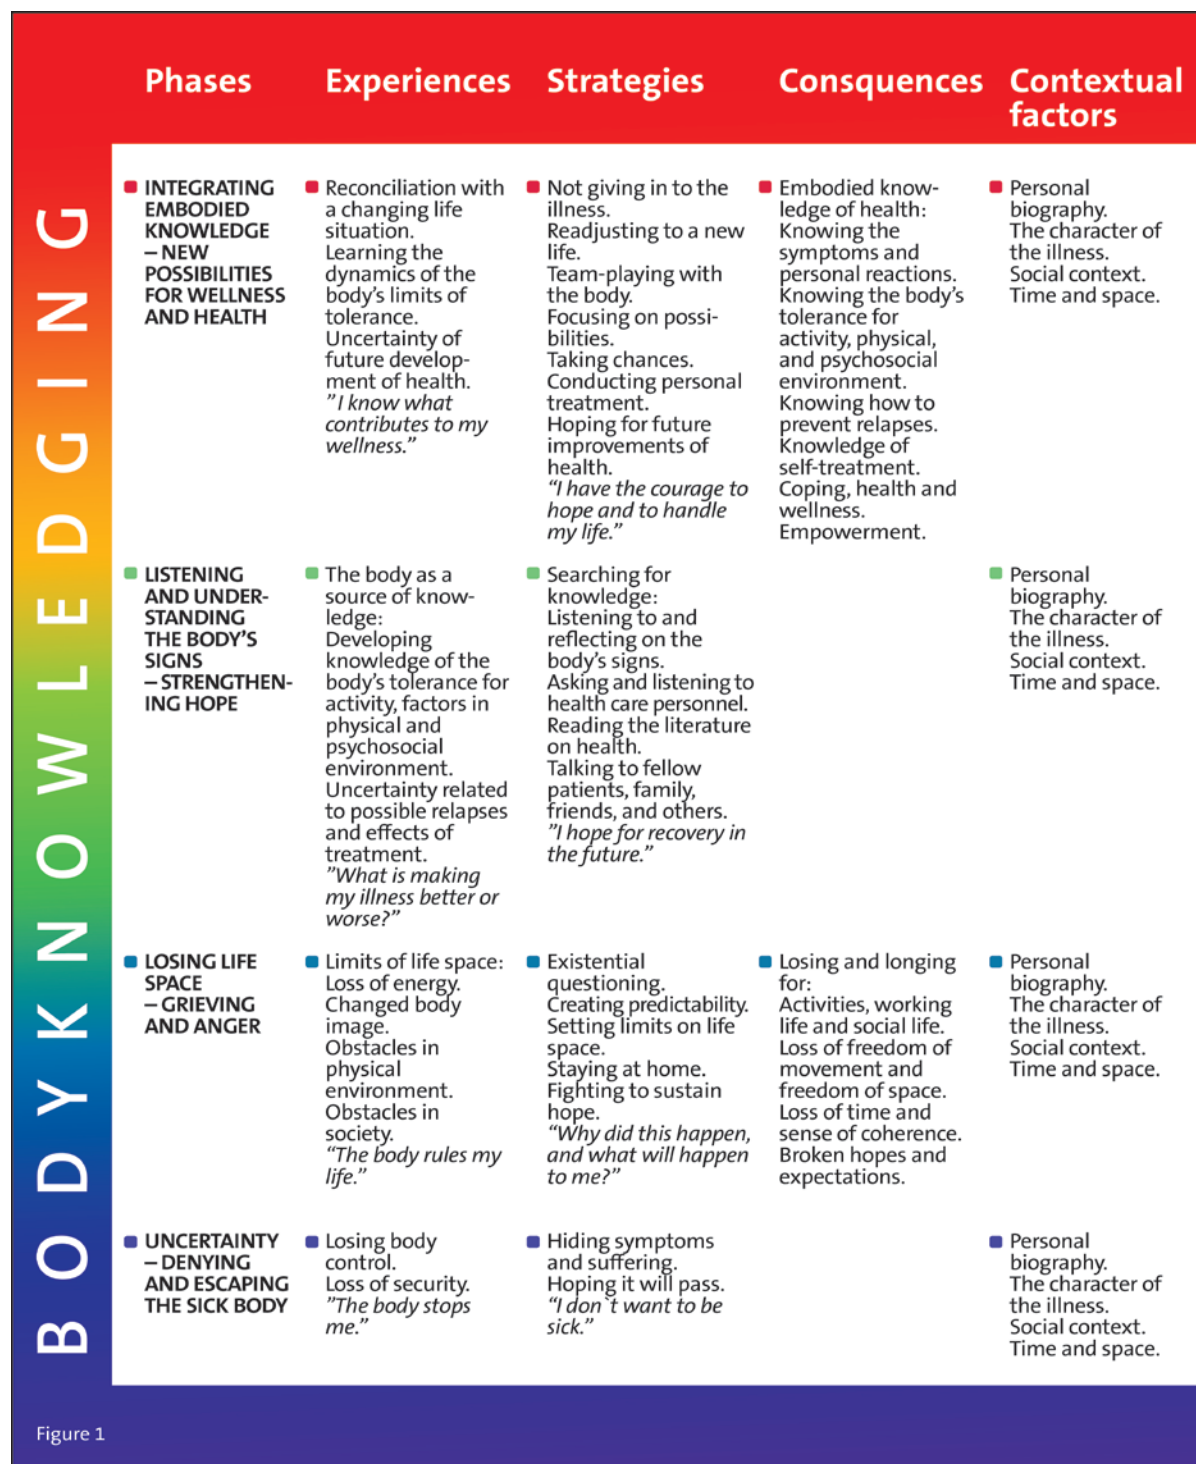 Phases
Experiences
Strategies
Consquences
Contextual
factors
BODYKNOWLEDGING
INTEGRATING
EMBODIED
KNOWLEDGE
– NEW
POSSIBILITIES
FOR WELLNESS
AND HEALTH
Reconciliation with
a changing life
situation.
Learning the
dynamics of the
body’s limits of
tolerance.
Uncertainty of
future develop-
ment of health.
”I know what
contributes to my
wellness.”
Not giving in to the
illness.
Readjusting to a new
life.
Team-playing with
the body.
Focusing on possi-
bilities.
Taking chances.
Conducting personal
treatment.
Hoping for future
improvements of
health.
“I have the courage to
hope and to handle
my life.”
Embodied know-
ledge of health:
Knowing the
symptoms and
personal reactions.
Knowing the body’s
tolerance for
activity, physical,
and psychosocial
environment.
Knowing how to
prevent relapses.
Knowledge of
self-treatment.
Coping, health and
wellness.
Empowerment.
Personal
biography.
The character of
the illness.
Social context.
Time and space.
LISTENING
AND UNDER-
STANDING
THE BODY’S
SIGNS
– STRENGTHEN-
ING HOPE
The body as a
source of know-
ledge:
Developing
knowledge of the
body’s tolerance for
activity, factors in
physical and
psychosocial
environment.
Uncertainty related
to possible relapses
and effects of
treatment.
”What is making
my illness better or
worse?”
Searching for
knowledge:
Listening to and
reflecting on the
body’s signs.
Asking and listening to
health care personnel.
Reading the literature
on health.
Talking to fellow
patients, family,
friends, and others.
”I hope for recovery in
the future.”
Personal
biography.
The character of
the illness.
Social context.
Time and space.
LOSING LIFE
SPACE
– GRIEVING
AND ANGER
Limits of life space:
Loss of energy.
Changed body
image.
Obstacles in
physical
environment.
Obstacles in
society.
“The body rules my
life.”
Existential
questioning.
Creating predictability.
Setting limits on life
space.
Staying at home.
Fighting to sustain
hope.
“Why did this happen,
and what will happen
to me?”
Losing and longing
for:
Activities, working
life and social life.
Loss of freedom of
movement and
freedom of space.
Loss of time and
sense of coherence.
Broken hopes and
expectations.
Personal
biography.
The character of
the illness.
Social context.
Time and space.
UNCERTAINTY
– DENYING
AND ESCAPING
THE SICK BODY
Losing body
control.
Loss of security.
”The body stops
me.”
Hiding symptoms
and suffering.
Hoping it will pass.
“I don`t want to be
sick.”
Personal
biography.
The character of
the illness.
Social context.
Time and space.
Figure 1